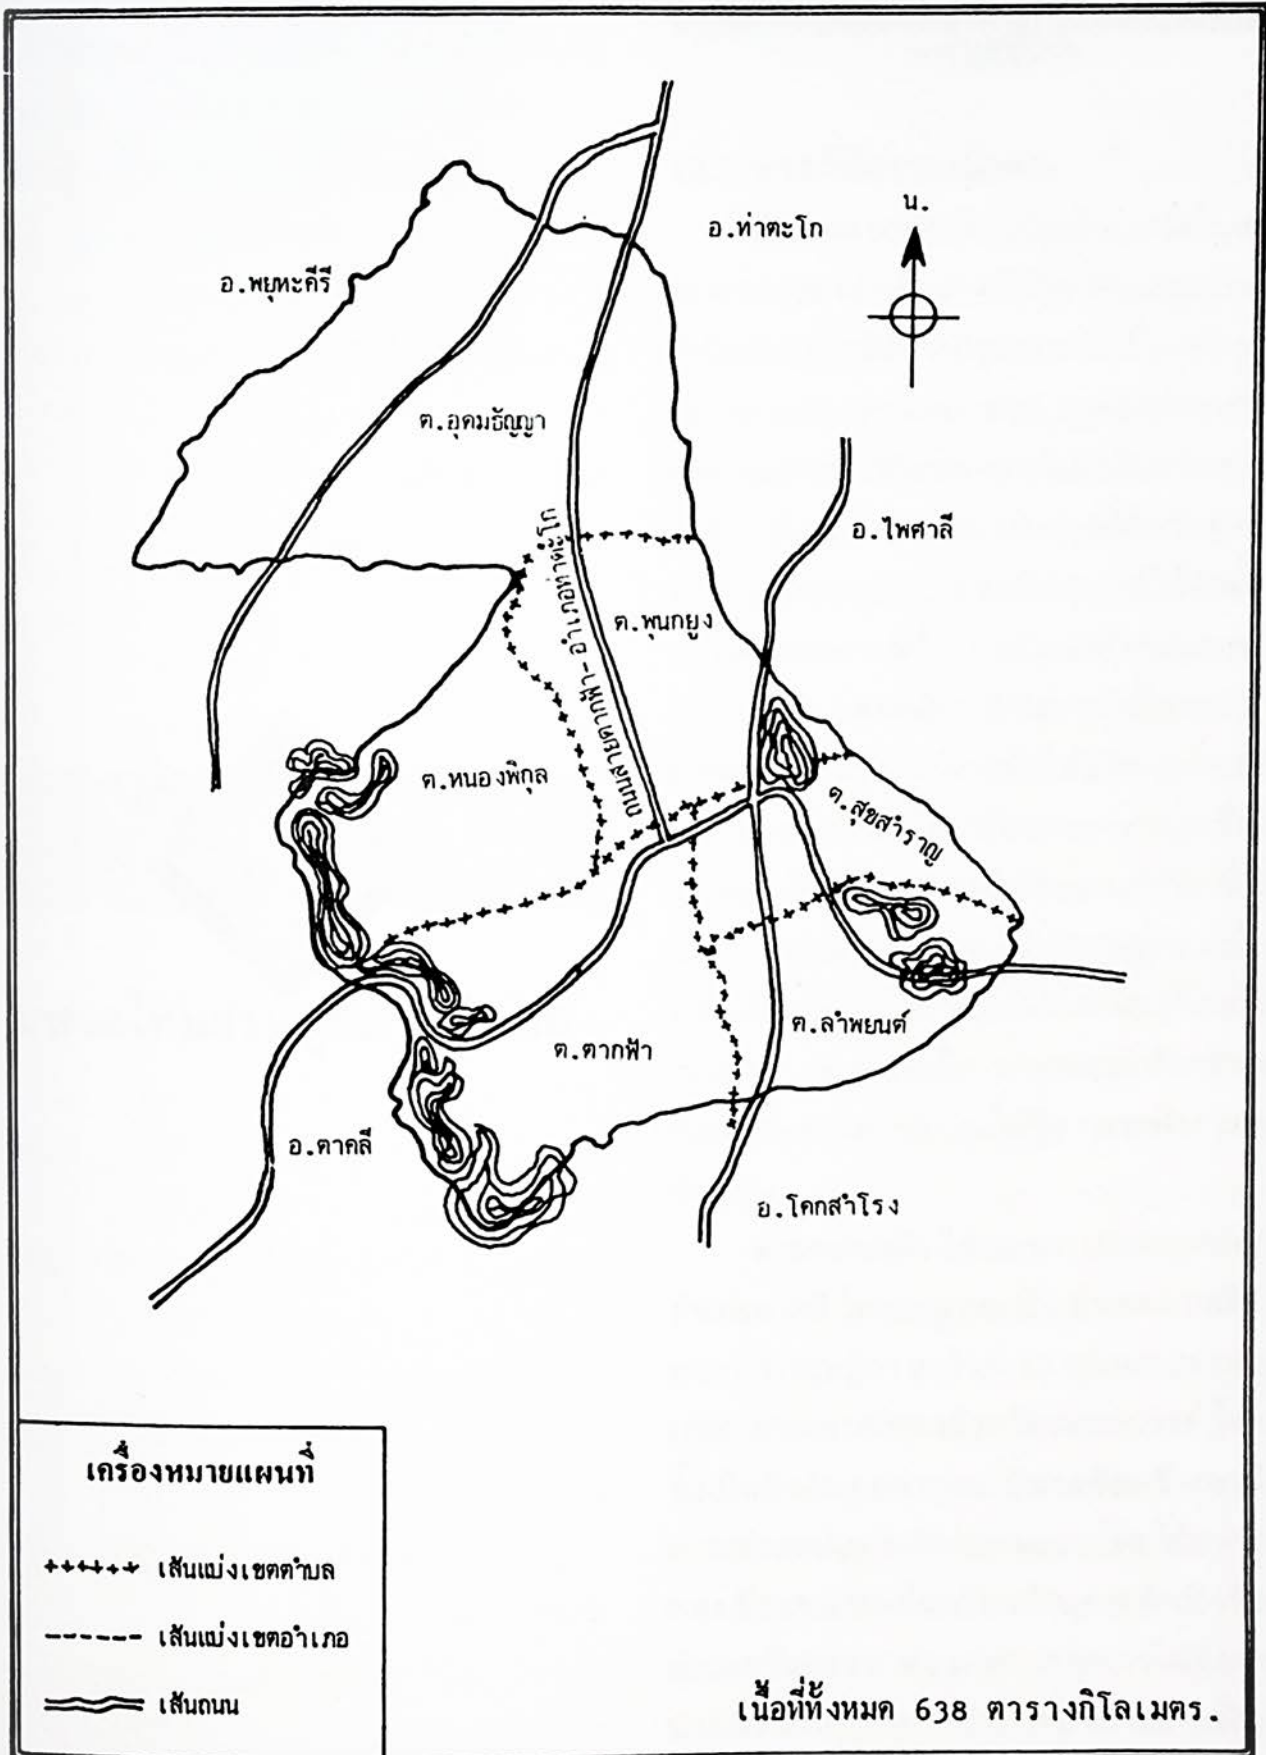 น.
อ.ท่าตะโก
อ.พยุหะคีรี
ต.อุดมธัญญา
อ.ไพศาลี
ต.พุนกยูง
ถนนสายตากฟ้า-อำเภอท่าตะโก
ต.หนองพิกุล
ต.สุขสำราญ
ต.ลำพยนต์
ต.ตากฟ้า
อ.ตาคลี
อ.โคกสำโรง
เครื่องหมายแผนที่
เส้นแบ่งเขตตำบล
เส้นแบ่งเขตอำเภอ
เส้นถนน
เนื้อที่ทั้งหมด 638 ตารางกิโลเมตร.